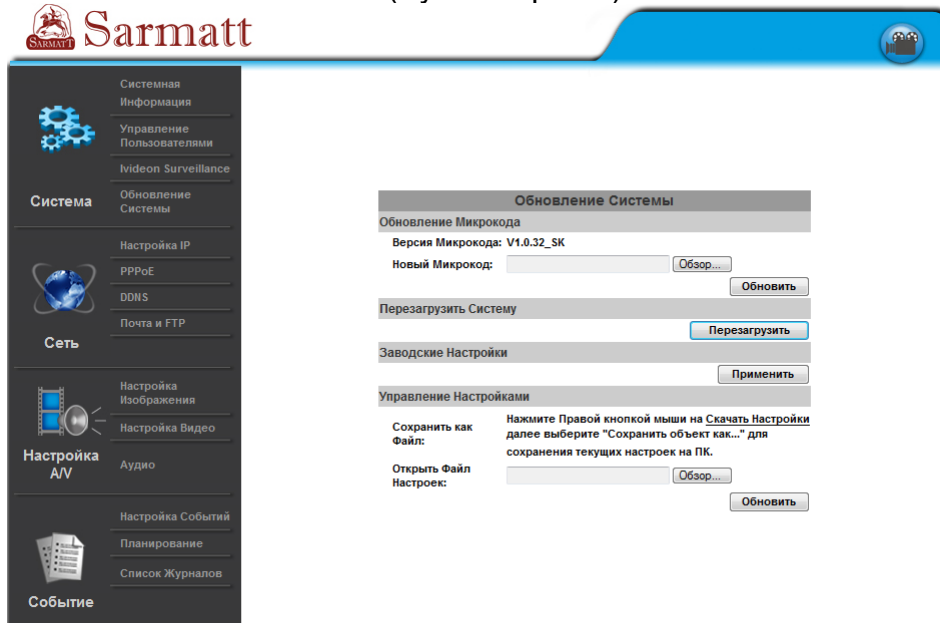 SARMATT
Sarmatt
Система
Системная
Информация
Управление
Пользователями
Ivideon Surveillance
Обновление
Системы
Сеть
Настройка IP
PPPoE
DDNS
Почта и FTP
Настройка
A/V
Настройка
Изображения
Настройка Видео
Аудио
Событие
Настройка Событий
Планирование
Список Журналов
Обновление Системы
Обновление Микрокода
Версия Микрокода: V1.0.32_SK
Новый Микрокод: Обзор...
Обновить
Перезагрузить Систему
Перезагрузить
Заводские Настройки
Применить
Управление Настройками
Сохранить как
Файл:
Нажмите Правой кнопкой мыши на Скачать Настройки
далее выберите "Сохранить объект как..." для
сохранения текущих настроек на ПК.
Открыть Файл
Настроек:
Обзор...
Обновить